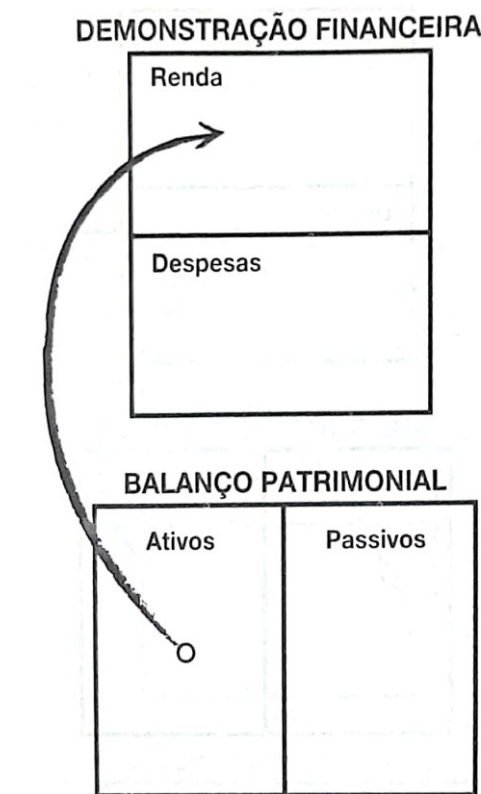 DEMONSTRAÇÃO FINANCEIRA
Renda
Despesas
BALANÇO PATRIMONIAL
Ativos
Passivos